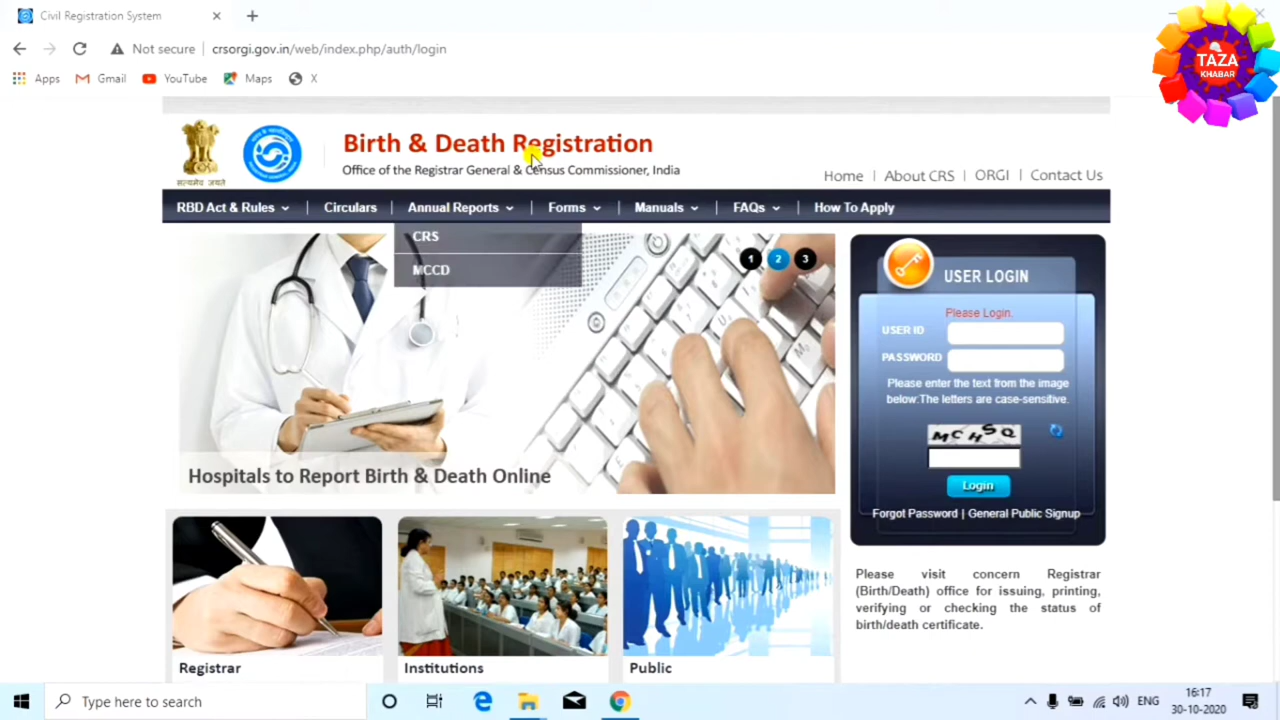 Civil Registration System
TAZA
KHABAR
Not secure
crsorgi.gov.in/web/index.php/auth/login
Apps
Gmail
YouTube
Maps
X
Birth & Death Registration
Office of the Registrar General & Census Commissioner, India
सत्यमेव जयते
Home | About CRS | ORGI | Contact Us
RBD Act & Rules | Circulars | Annual Reports | Forms | Manuals | FAQs | How To Apply
CRS
MCCD
1 2 3
USER LOGIN
Please Login.
USER ID
PASSWORD
Please enter the text from the image
below:The letters are case-sensitive.
MCHSQ
Login
Forgot Password | General Public Signup
Hospitals to Report Birth & Death Online
Please visit concern Registrar
(Birth/Death) office for issuing, printing,
verifying or checking the status of
birth/death certificate.
Registrar
Institutions
Public
Type here to search
ENG
16:17
30-10-2020